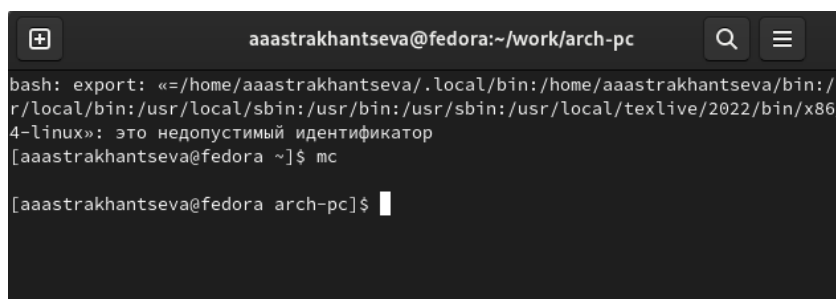 aaastrakhantseva@fedora:~/work/arch-pc
bash: export: «=/home/aaastrakhantseva/.local/bin:/home/aaastrakhantseva/bin:/
r/local/bin:/usr/local/sbin:/usr/bin:/usr/sbin:/usr/local/texlive/2022/bin/x86
4-linux»: это недопустимый идентификатор
[aaastrakhantseva@fedora ~]$ mc
[aaastrakhantseva@fedora arch-pc]$